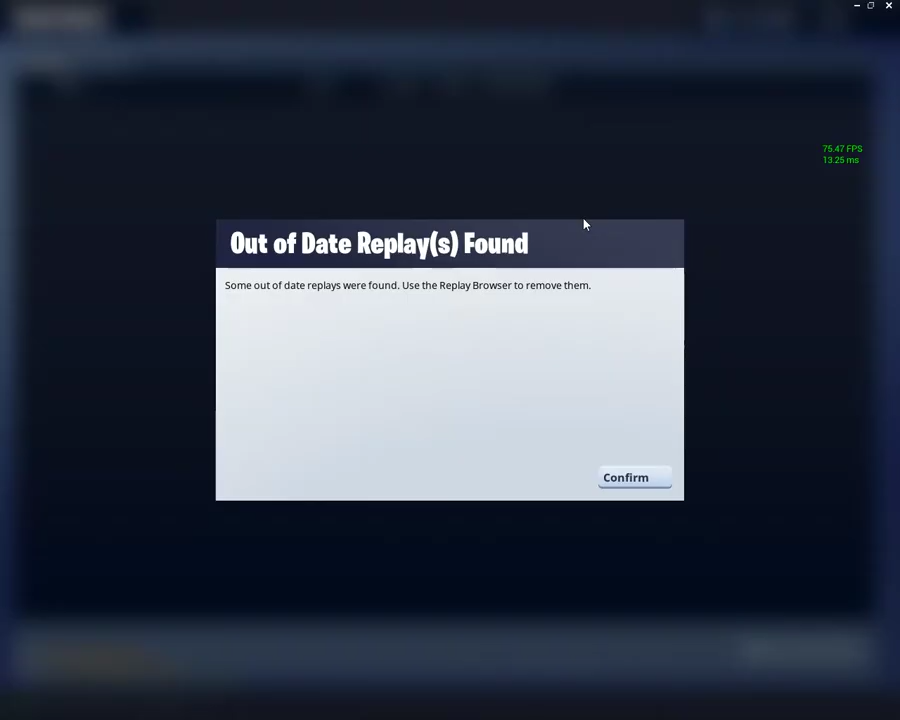 75.47 FPS
13.25 ms
Out of Date Replay(s) Found
Some out of date replays were found. Use the Replay Browser to remove them.
Confirm